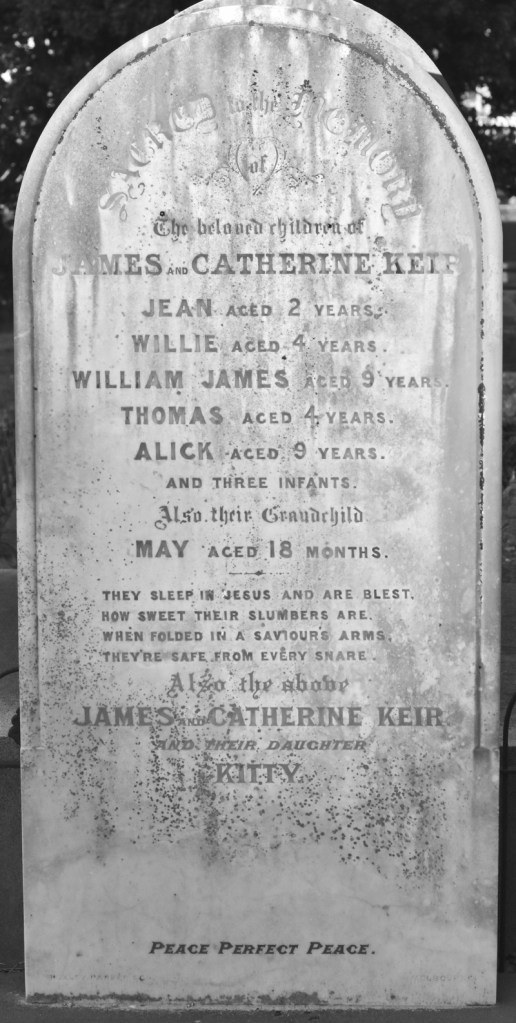 SACRED to the MEMORY
of
The beloved children of
JAMES AND CATHERINE KEIR
JEAN AGED 2 YEARS.
WILLIE AGED 4 YEARS.
WILLIAM JAMES AGED 9 YEARS.
THOMAS AGED 4 YEARS.
ALICK AGED 9 YEARS.
AND THREE INFANTS.
Also their Grandchild
MAY AGED 18 MONTHS.
THEY SLEEP IN JESUS AND ARE BLEST.
HOW SWEET THEIR SLUMBERS ARE.
WHEN FOLDED IN A SAVIOURS ARMS.
THEY'RE SAFE FROM EVERY SNARE.
Also the above
JAMES AND CATHERINE KEIR
AND THEIR DAUGHTER
KITTY.
PEACE PERFECT PEACE.